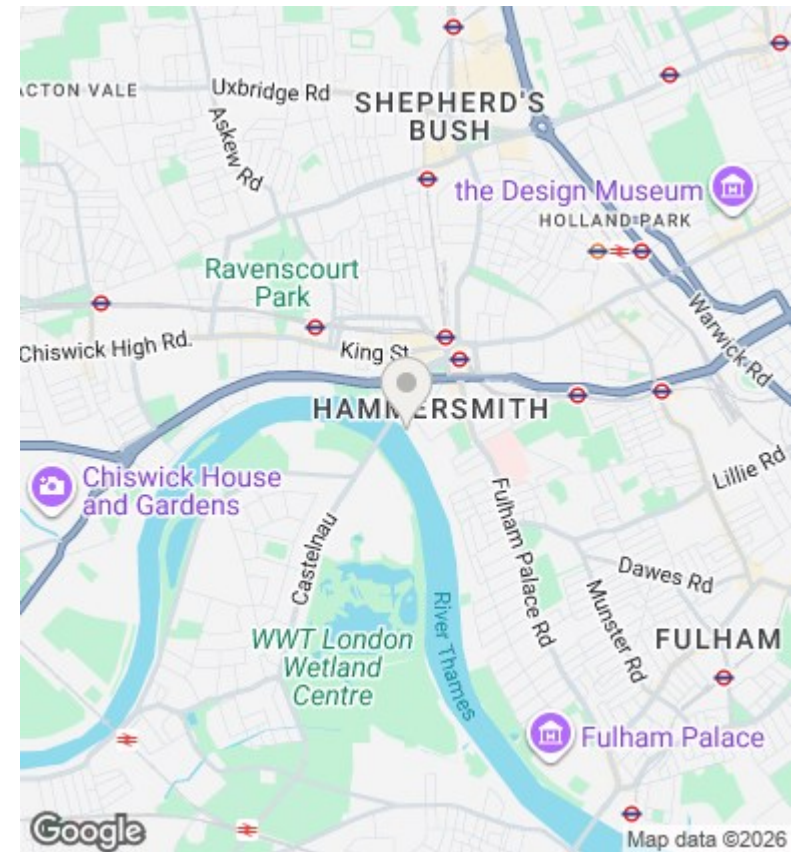 ACTON VALE
Uxbridge Rd
SHEPHERD'S
BUSH
Askew Rd
the Design Museum
HOLLAND PARK
Ravenscourt
Park
Warwick Rd
Chiswick High Rd.
King St
HAMMERSMITH
Chiswick House
and Gardens
Lillie Rd
Castelnau
Fulham Palace Rd
Dawes Rd
Munster Rd
River Thames
WWT London
Wetland
Centre
FULHAM
Fulham Palace
Google
Map data ©2026